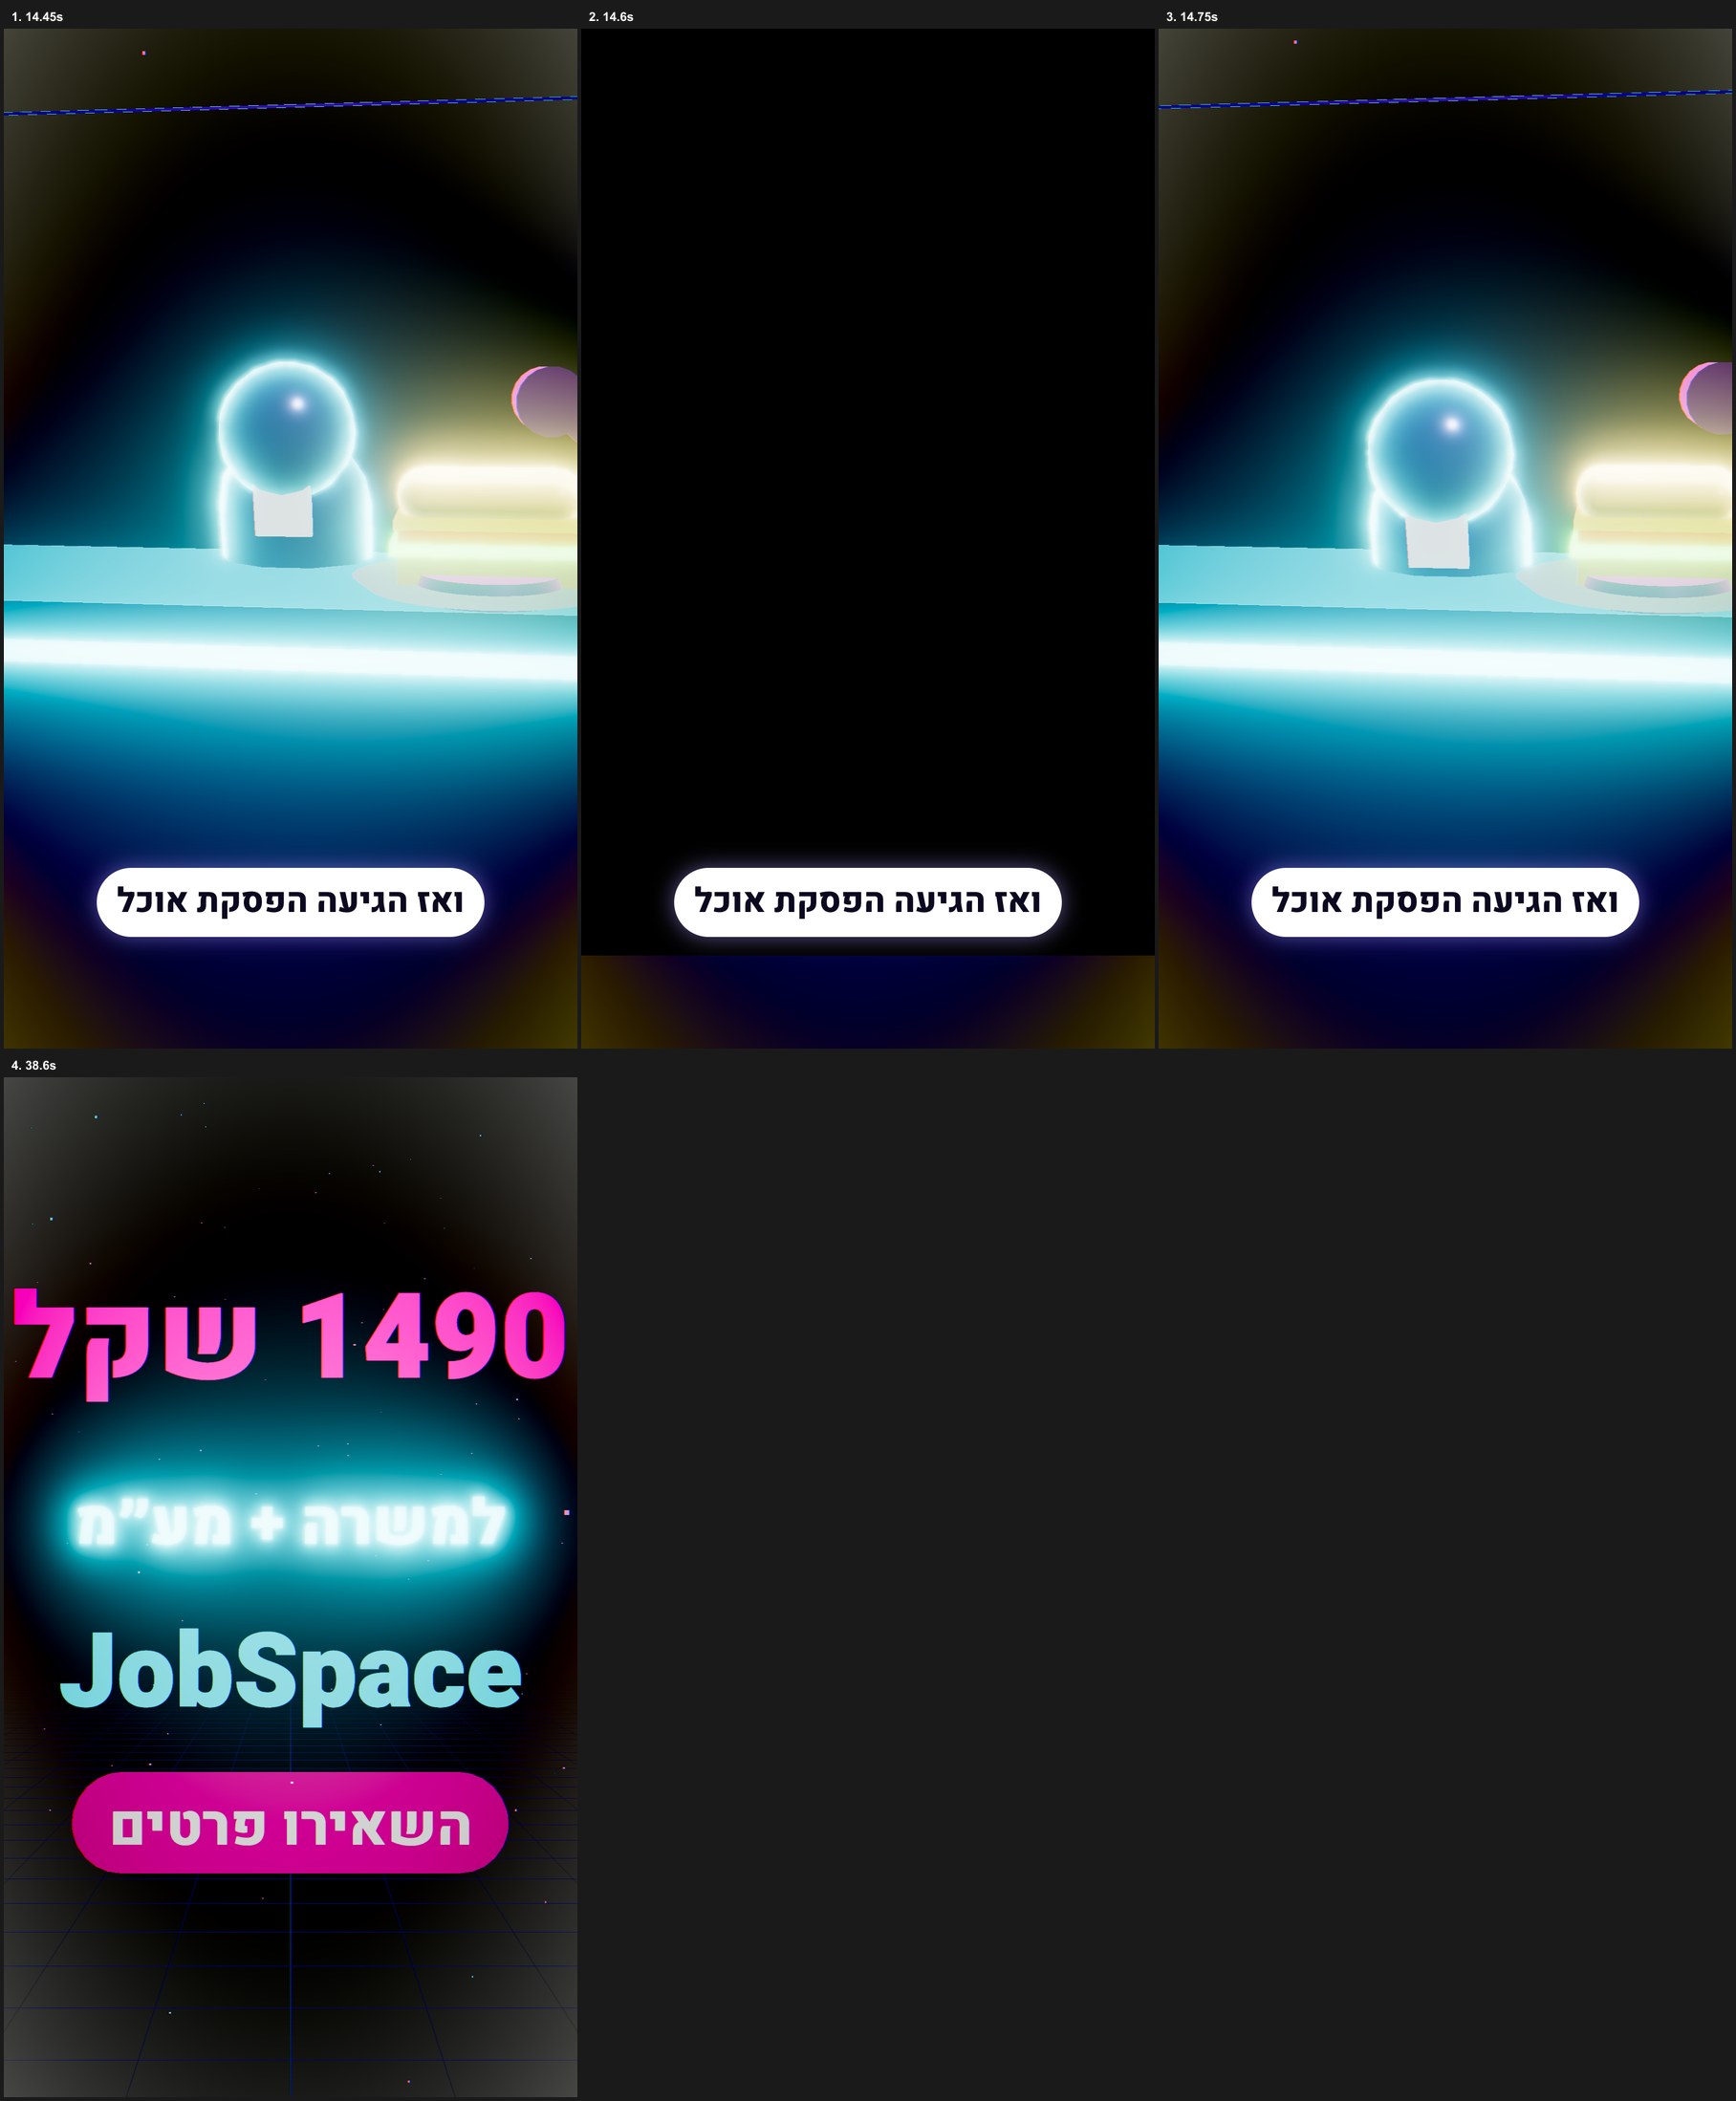 1. 14.45s
ואז הגיעה הפסקת אוכל
2. 14.6s
ואז הגיעה הפסקת אוכל
3. 14.75s
ואז הגיעה הפסקת אוכל
4. 38.6s
1490 שקל
למשרה + מע"מ
JobSpace
השאירו פרטים